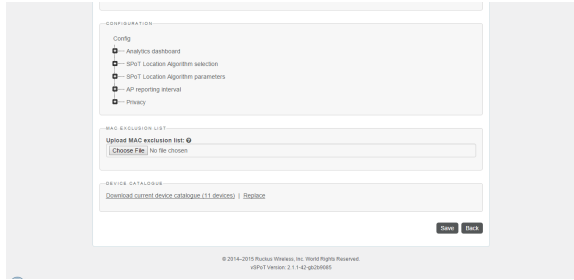 CONFIGURATION
Config
Analytics dashboard
SPoT Location Algorithm selection
SPoT Location Algorithm parameters
AP reporting interval
Privacy
MAC EXCLUSION LIST
Upload MAC exclusion list:
Choose File No file chosen
DEVICE CATALOGUE
Download current device catalogue (11 devices) | Replace
Save Back
© 2014–2015 Ruckus Wireless, Inc. World Rights Reserved.
vSPoT Version: 2.1.1-42-gb2b9085